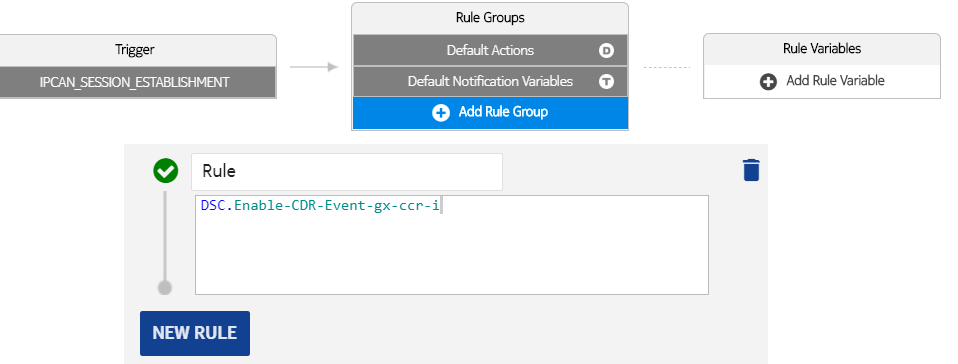 Trigger
IPCAN_SESSION_ESTABLISHMENT
Rule Groups
Default Actions D
Default Notification Variables T
Add Rule Group
Rule Variables
Add Rule Variable
Rule
DSC.Enable-CDR-Event-gx-ccr-i
NEW RULE